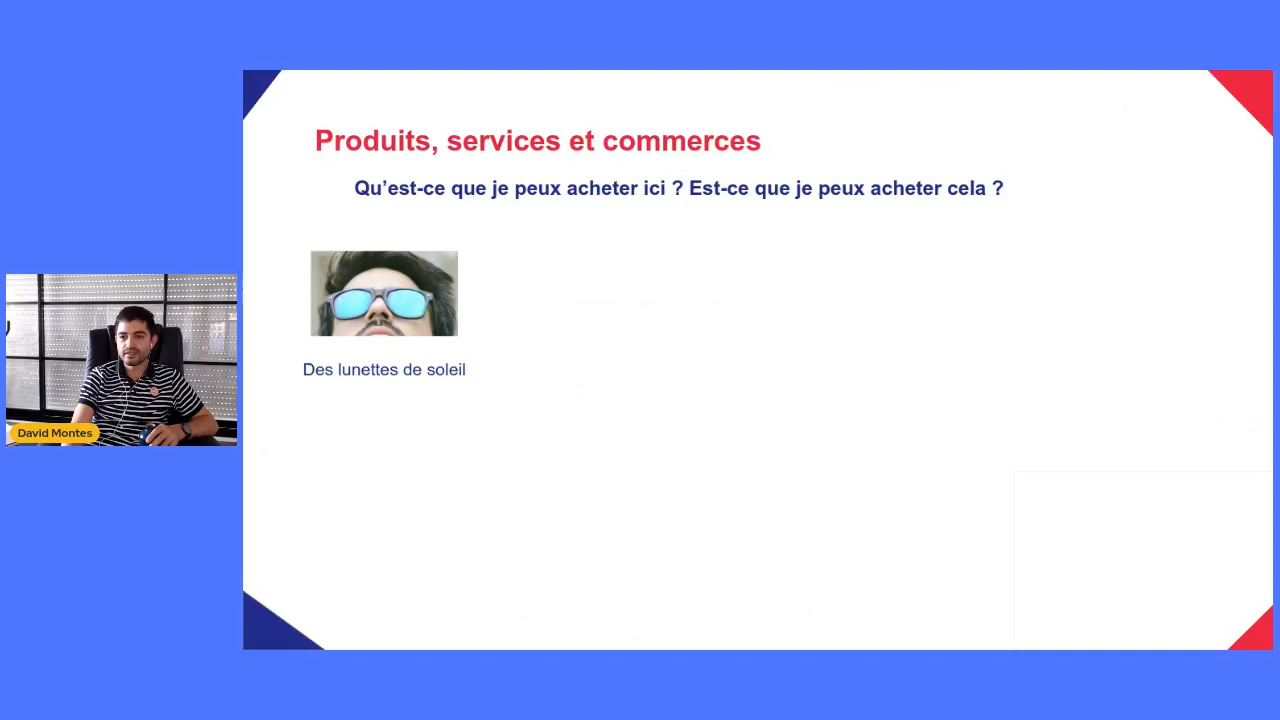 Produits, services et commerces
Qu’est-ce que je peux acheter ici ? Est-ce que je peux acheter cela ?
Des lunettes de soleil
David Montes